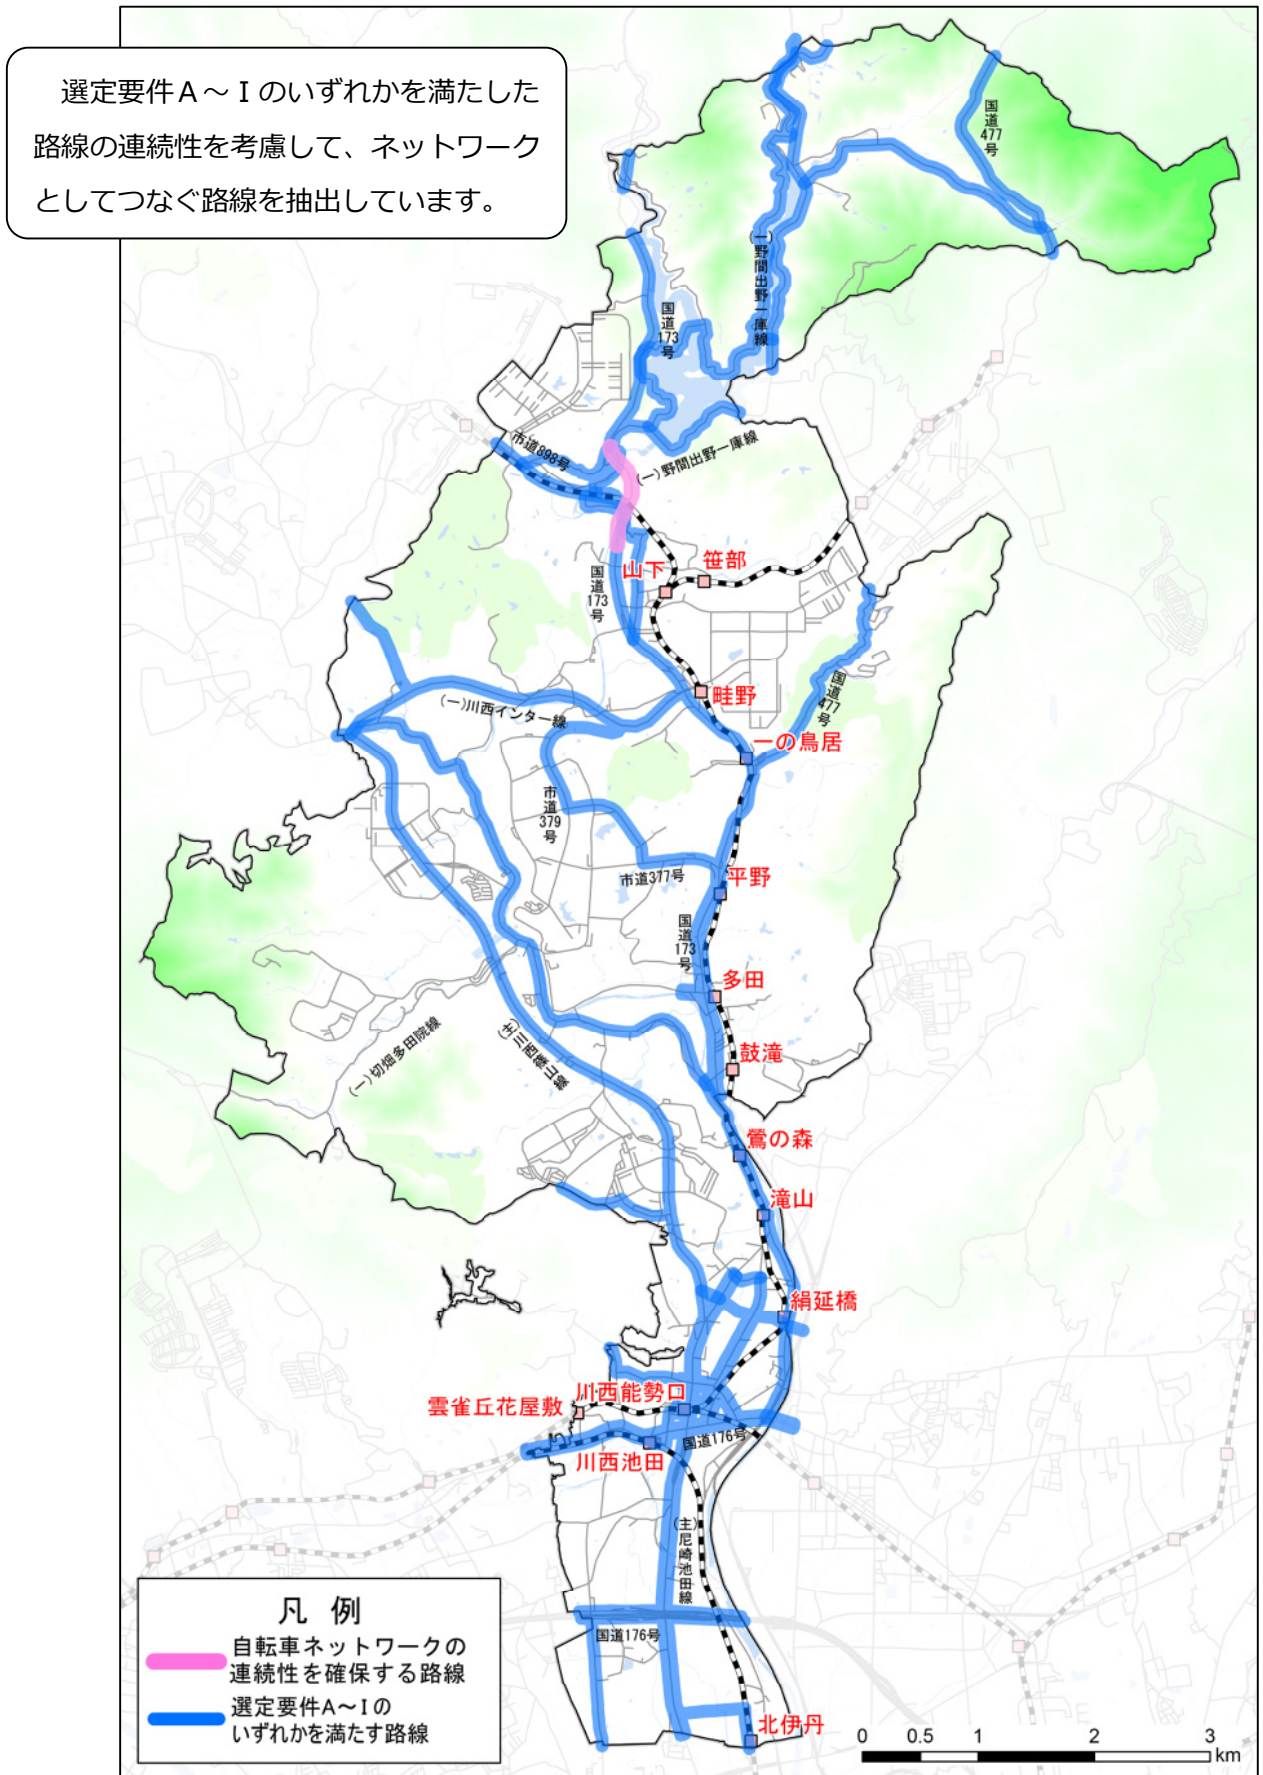 選定要件A～Iのいずれかを満たした
路線の連続性を考慮して、ネットワーク
としてつなぐ路線を抽出しています。
国道477号
(一)野間出野一庫線
国道173号
市道898号
(一)野間出野一庫線
国道173号
山下
笹部
畦野
国道477号
(一)川西インター線
一の鳥居
市道379号
市道377号
平野
国道173号
多田
(一)切畑多田院線
(主)川西篠山線
鼓滝
鶯の森
滝山
絹延橋
川西能勢口
雲雀丘花屋敷
国道176号
川西池田
(主)尼崎池田線
国道176号
北伊丹
凡 例
自転車ネットワークの
連続性を確保する路線
選定要件A～Iの
いずれかを満たす路線
0 0.5 1 2 3
km